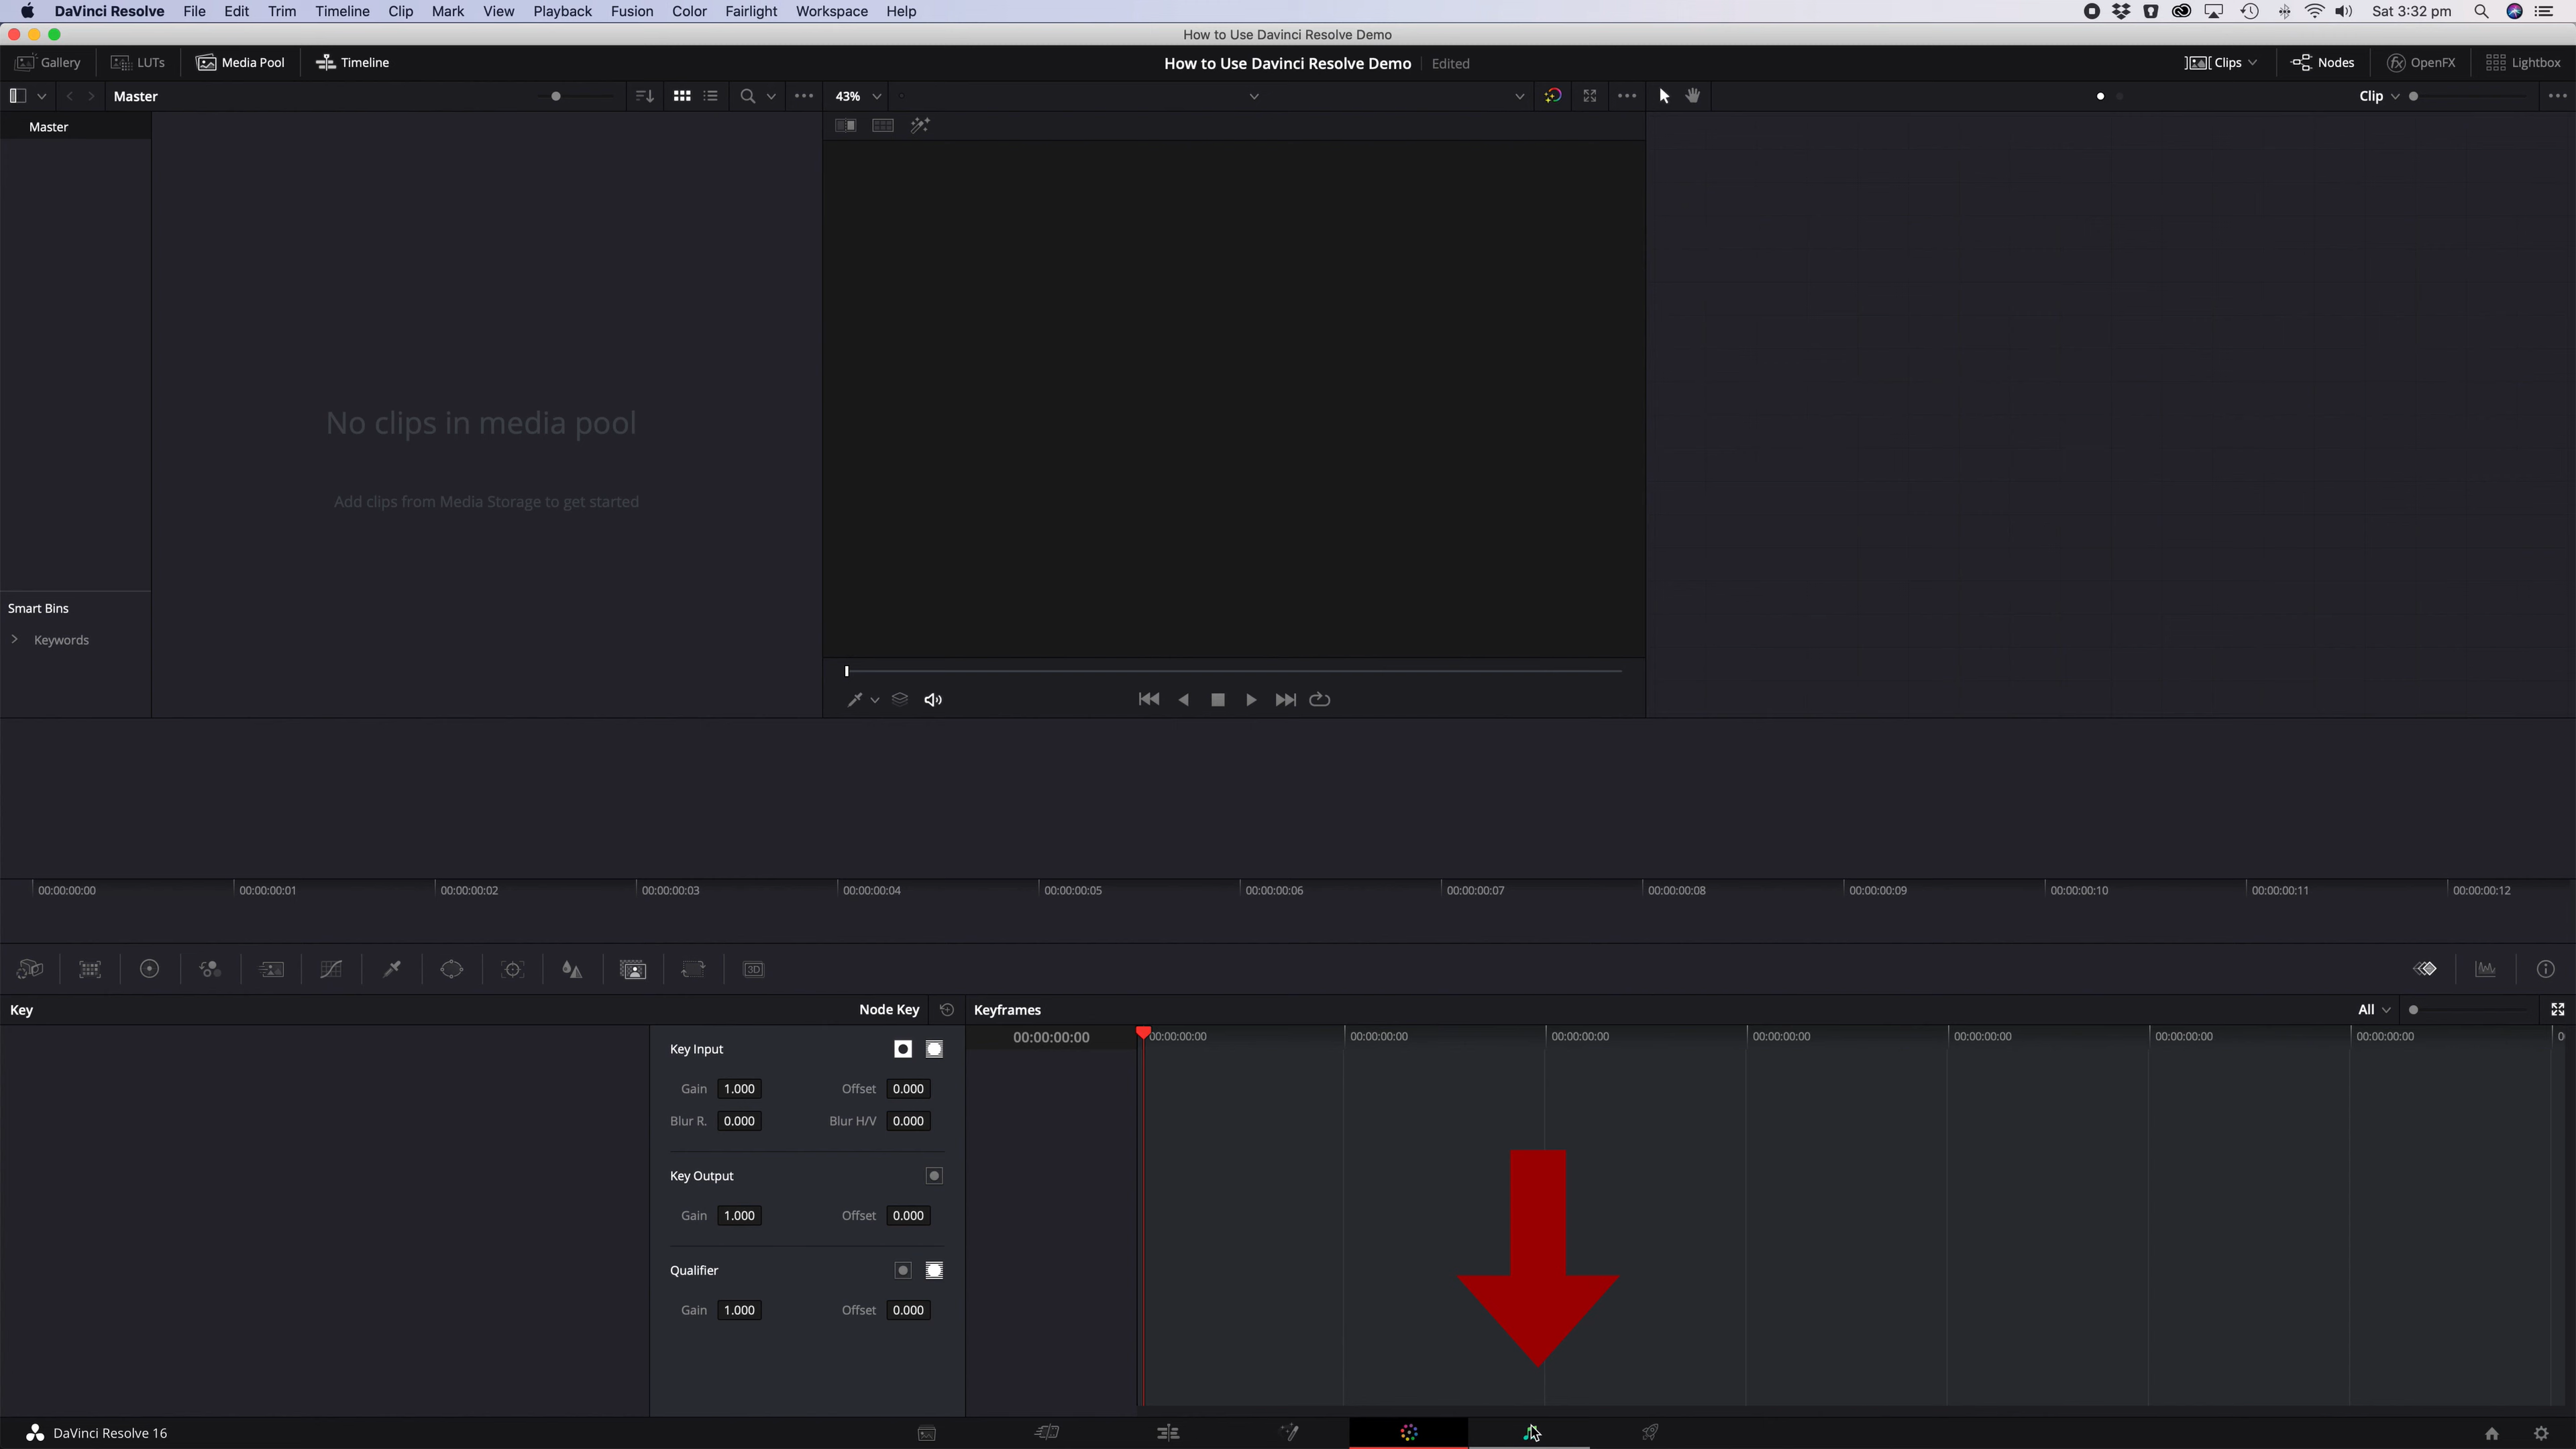 DaVinci Resolve File Edit Trim Timeline Clip Mark View Playback Fusion Color Fairlight Workspace Help Sat 3:32 pm
How to Use Davinci Resolve Demo
Gallery LUTs Media Pool Timeline How to Use Davinci Resolve Demo Edited Clips Nodes OpenFX Lightbox
Master 43% Clip
Master
No clips in media pool
Add clips from Media Storage to get started
Smart Bins
Keywords
00:00:00:00 00:00:00:01 00:00:00:02 00:00:00:03 00:00:00:04 00:00:00:05 00:00:00:06 00:00:00:07 00:00:00:08 00:00:00:09 00:00:00:10 00:00:00:11 00:00:00:12
3D
Key Node Key Keyframes All
00:00:00:00 00:00:00:00 00:00:00:00 00:00:00:00 00:00:00:00 00:00:00:00 00:00:00:00 00:00:00:00 0
Key Input
Gain 1.000 Offset 0.000
Blur R. 0.000 Blur H/V 0.000
Key Output
Gain 1.000 Offset 0.000
Qualifier
Gain 1.000 Offset 0.000
DaVinci Resolve 16